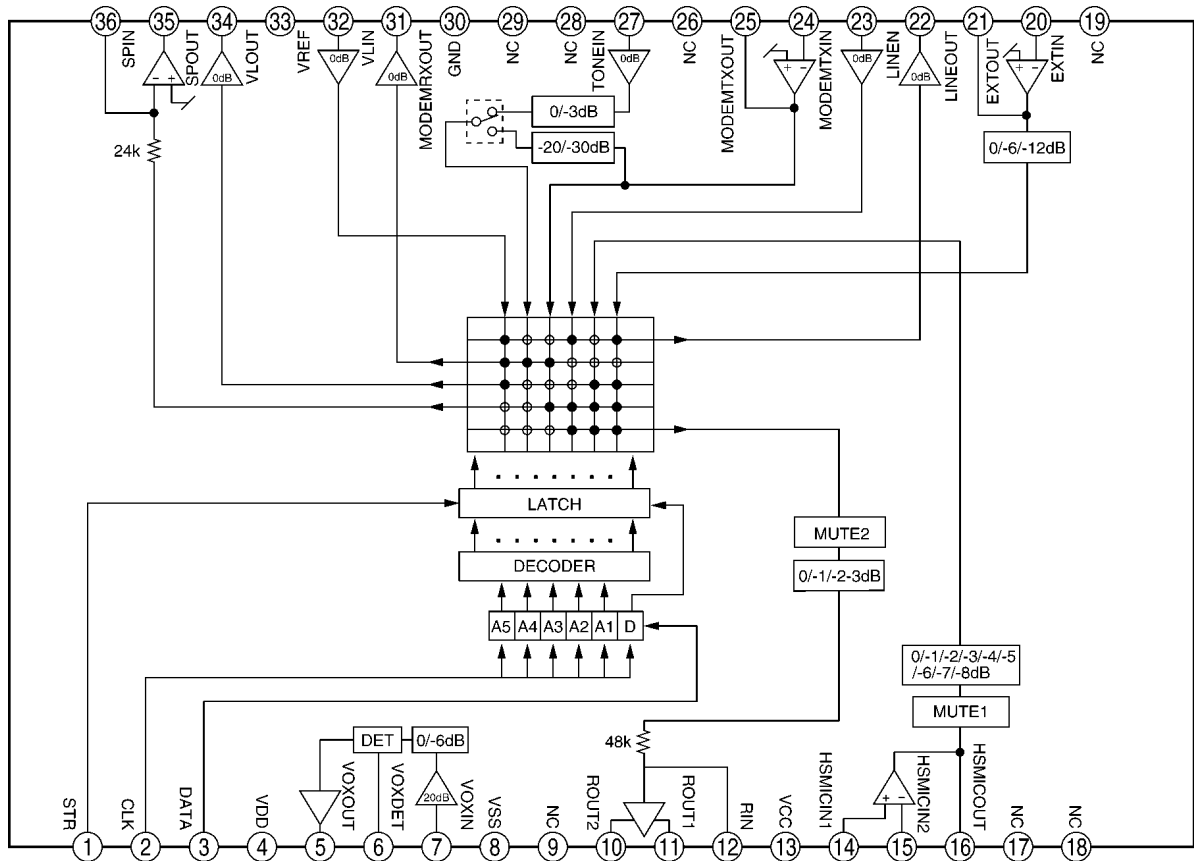 36 35 34 33 32 31 30 29 28 27 26 25 24 23 22 21 20 19
SPIN
SPOUT
VLOUT
VREF
VLIN
MODEMRXOUT
GND
NC
NC
TONEIN
NC
MODEMTXOUT
MODEMTXIN
LINEN
LINEOUT
EXTOUT
EXTIN
NC
- +
0dB
0dB
0dB
0dB
+ -
0dB
0dB
+ -
24k
0/-3dB
-20/-30dB
0/-6/-12dB
LATCH
DECODER
A5 A4 A3 A2 A1 D
MUTE2
0/-1/-2-3dB
0/-1/-2/-3/-4/-5
/-6/-7/-8dB
MUTE1
48k
DET
0/-6dB
20dB
+ -
STR
CLK
DATA
VDD
VOXOUT
VOXDET
VOXIN
VSS
NC
ROUT2
ROUT1
RIN
VCC
HSMICIN1
HSMICIN2
HSMICOUT
NC
NC
1 2 3 4 5 6 7 8 9 10 11 12 13 14 15 16 17 18